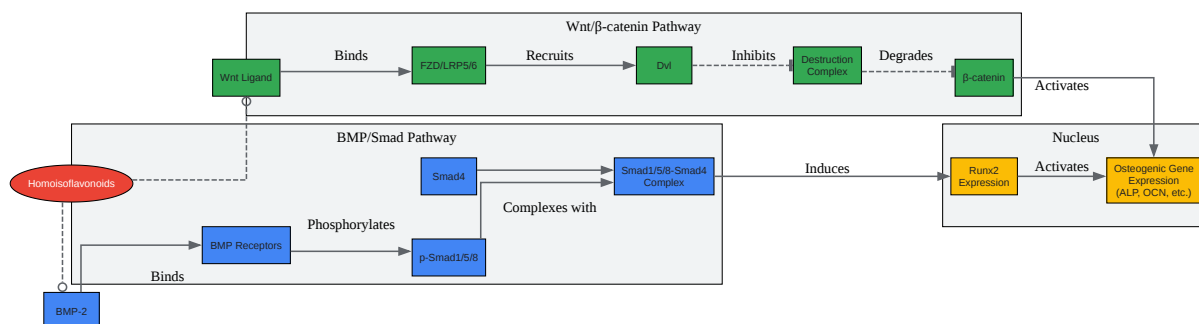 Wnt/β-catenin Pathway
Binds
Recruits
Inhibits
Degrades
Wnt Ligand
FZD/LRP5/6
Dvl
Destruction
Complex
β-catenin
Activates
BMP/Smad Pathway
Nucleus
Homoisoflavonoids
Smad4
Smad1/5/8-Smad4
Complex
Induces
Runx2
Expression
Activates
Osteogenic Gene
Expression
(ALP, OCN, etc.)
Complexes with
Phosphorylates
BMP Receptors
p-Smad1/5/8
Binds
BMP-2